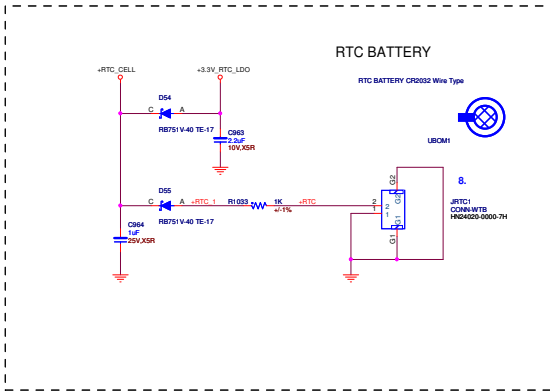 RTC BATTERY
+RTC_CELL
+3.3V_RTC_LDO
RTC BATTERY CR2032 Wire Type
D54
C
A
RB751V-40 TE-17
C963
2.2uF
10V,X5R
UBOM1
8.
D55
C
A
+RTC_1
R1033
1K
+/-1%
+RTC
RB751V-40 TE-17
2
1
2
1
G2
G2
G1
G1
JRTC1
CONN-WTB
HN24020-0000-7H
C964
1uF
25V,X5R